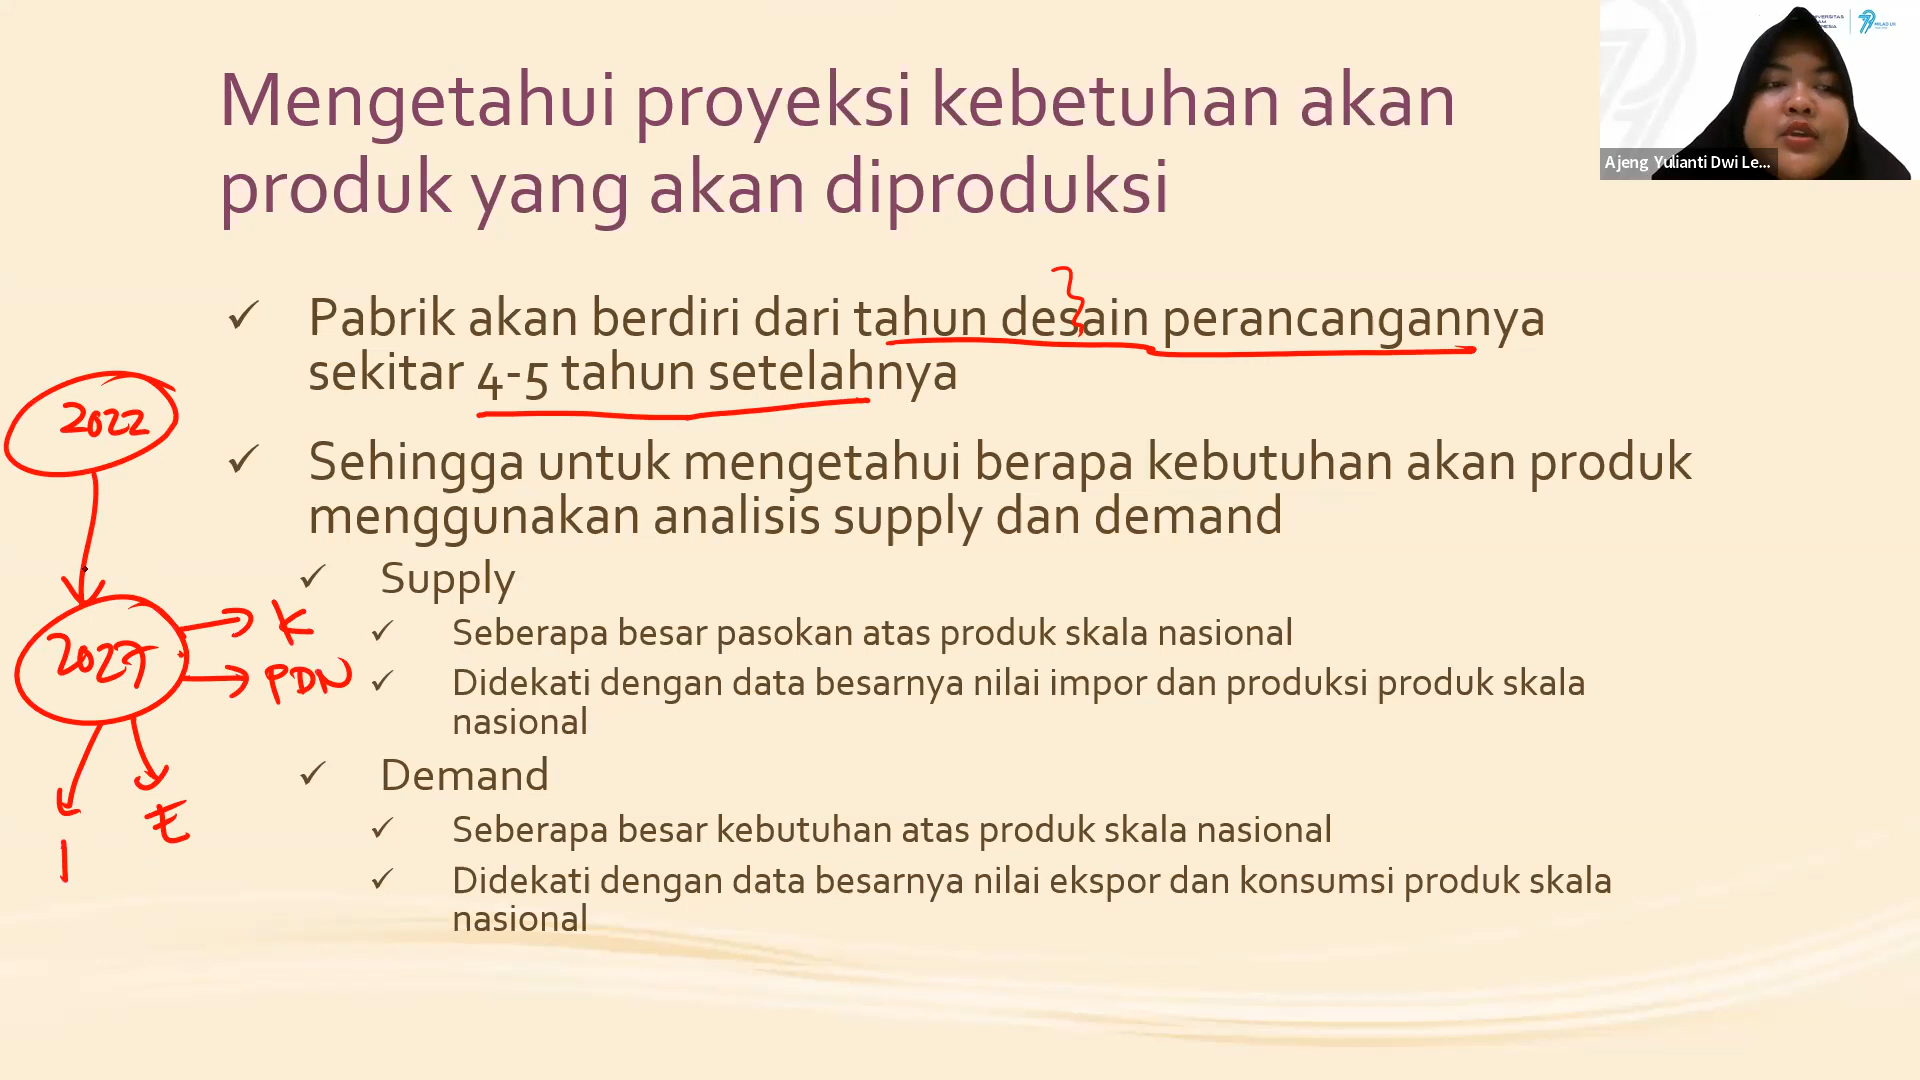 Mengetahui proyeksi kebetuhan akan
produk yang akan diproduksi
Pabrik akan berdiri dari tahun desain perancangannya
sekitar 4-5 tahun setelahnya
Sehingga untuk mengetahui berapa kebutuhan akan produk
menggunakan analisis supply dan demand
Supply
Seberapa besar pasokan atas produk skala nasional
Didekati dengan data besarnya nilai impor dan produksi produk skala
nasional
Demand
Seberapa besar kebutuhan atas produk skala nasional
Didekati dengan data besarnya nilai ekspor dan konsumsi produk skala
nasional
2022
2027
K
PDN
I
E
Ajeng Yulianti Dwi Le...